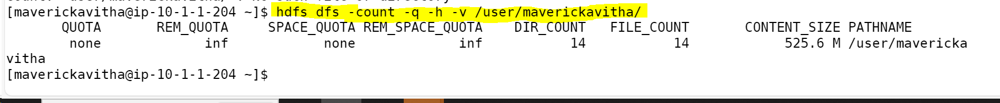 [maverickavitha@ip-10-1-1-204 ~]$ hdfs dfs -count -q -h -v /user/maverickavitha/
QUOTA REM_QUOTA SPACE_QUOTA REM_SPACE_QUOTA DIR_COUNT FILE_COUNT CONTENT_SIZE PATHNAME
none inf none inf 14 14 525.6 M /user/mavericka
vitha
[maverickavitha@ip-10-1-1-204 ~]$